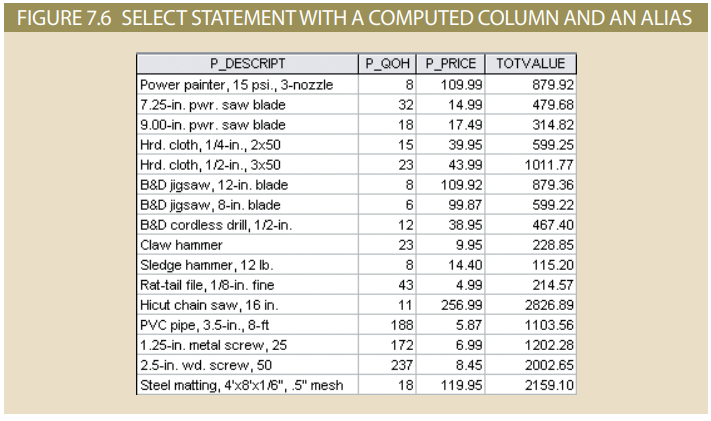 FIGURE 7.6 SELECT STATEMENT WITH A COMPUTED COLUMN AND AN ALIAS
P_DESCRIPT P_QOH P_PRICE TOTVALUE
Power painter, 15 psi., 3-nozzle 8 109.99 879.92
7.25-in. pwr. saw blade 32 14.99 479.68
9.00-in. pwr. saw blade 18 17.49 314.82
Hrd. cloth, 1/4-in., 2x50 15 39.95 599.25
Hrd. cloth, 1/2-in., 3x50 23 43.99 1011.77
B&D jigsaw, 12-in. blade 8 109.92 879.36
B&D jigsaw, 8-in. blade 6 99.87 599.22
B&D cordless drill, 1/2-in. 12 38.95 467.40
Claw hammer 23 9.95 228.85
Sledge hammer, 12 lb. 8 14.40 115.20
Rat-tail file, 1/8-in. fine 43 4.99 214.57
Hicut chain saw, 16 in. 11 256.99 2826.89
PVC pipe, 3.5-in., 8-ft 188 5.87 1103.56
1.25-in. metal screw, 25 172 6.99 1202.28
2.5-in. wd. screw, 50 237 8.45 2002.65
Steel matting, 4'x8'x1/6", .5" mesh 18 119.95 2159.10